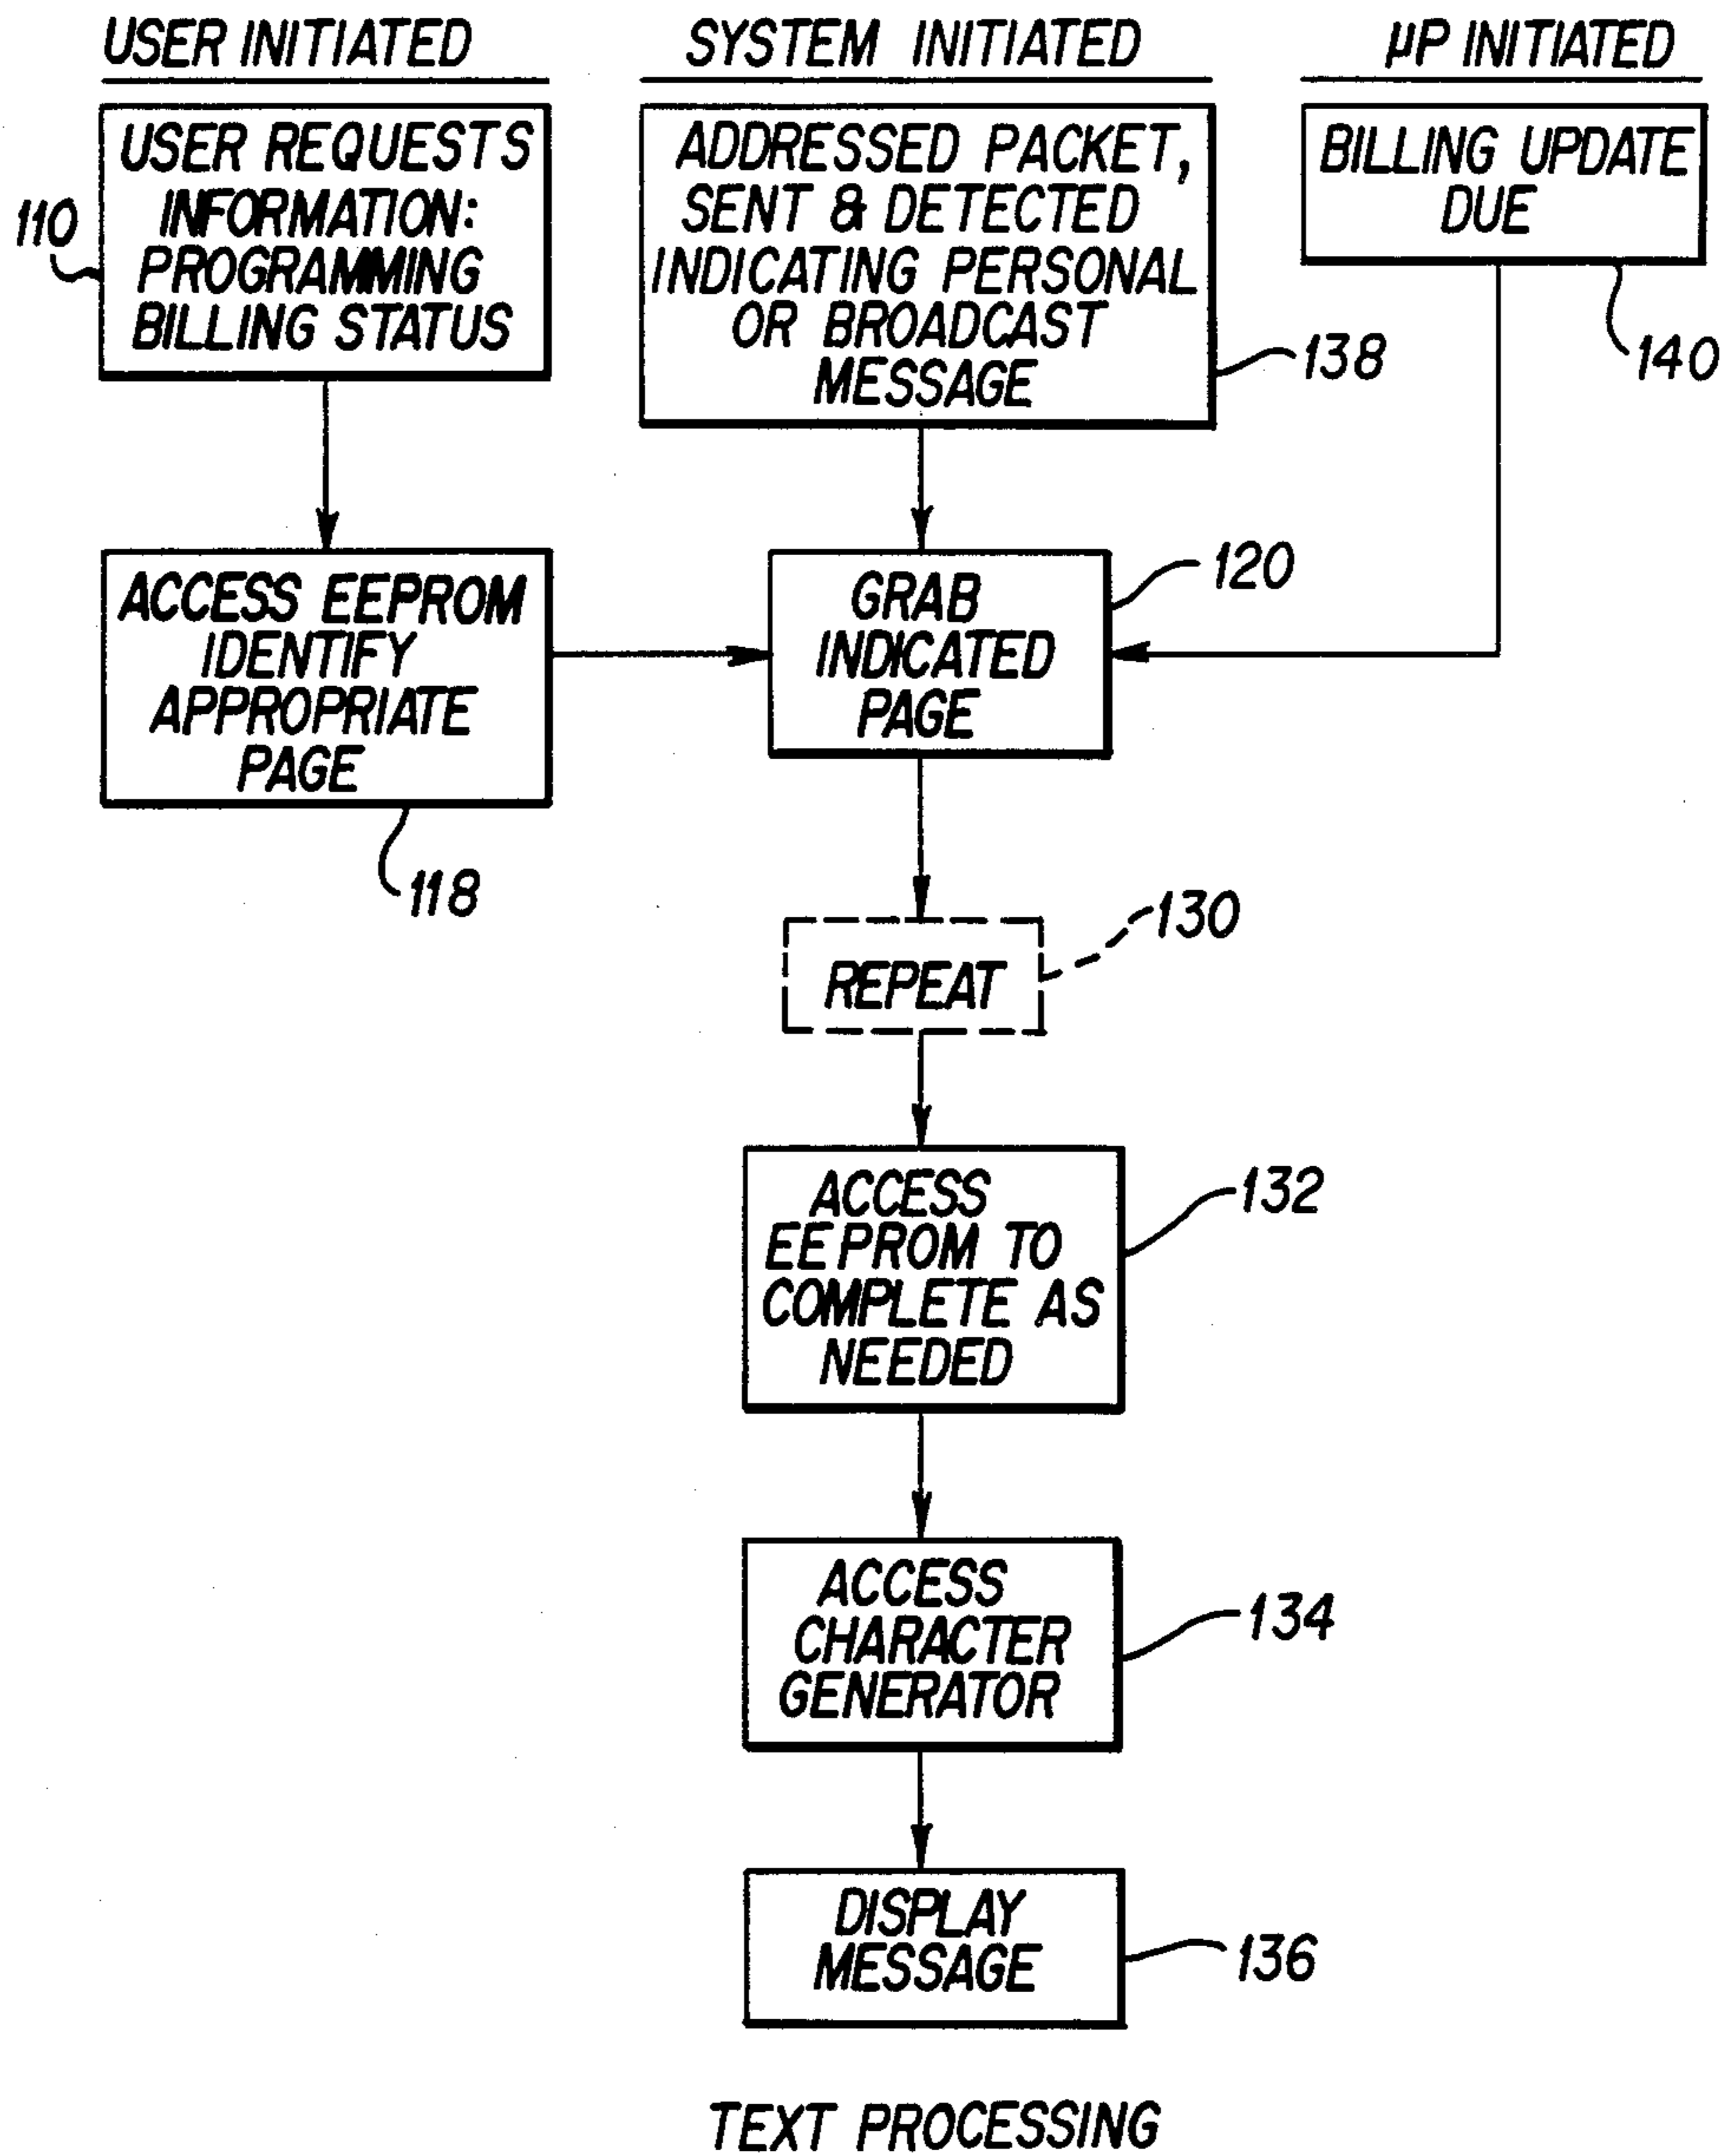 USER INITIATED
USER REQUESTS
INFORMATION:
PROGRAMMING
BILLING STATUS
110
ACCESS EEPROM
IDENTIFY
APPROPRIATE
PAGE
118
SYSTEM INITIATED
ADDRESSED PACKET,
SENT & DETECTED
INDICATING PERSONAL
OR BROADCAST
MESSAGE
138
µP INITIATED
BILLING UPDATE
DUE
140
GRAB
INDICATED
PAGE
120
REPEAT
130
ACCESS
EEPROM TO
COMPLETE AS
NEEDED
132
ACCESS
CHARACTER
GENERATOR
134
DISPLAY
MESSAGE
136
TEXT PROCESSING